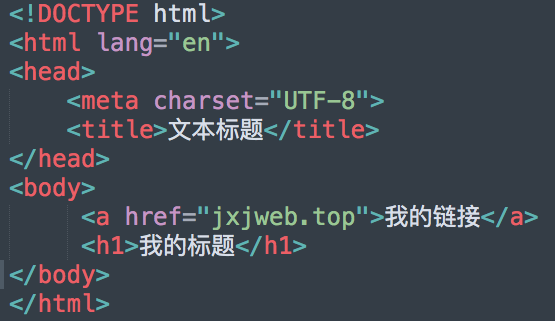 <!DOCTYPE html>
<html lang="en">
<head>
    <meta charset="UTF-8">
    <title>文本标题</title>
</head>
<body>
     <a href="jxjweb.top">我的链接</a>
     <h1>我的标题</h1>
</body>
</html>